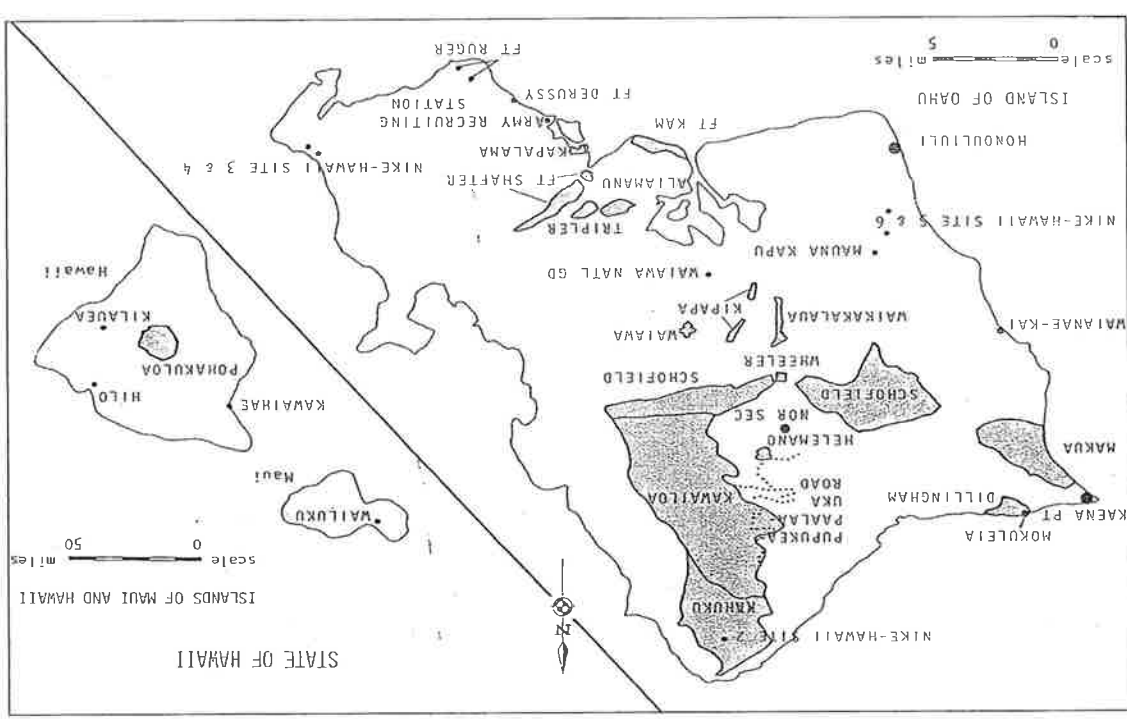 STATE OF HAWAII
N
ISLANDS OF MAUI AND HAWAII
scale 0 50 miles
Maui
WAILUKU
Hawaii
KAWAIHAE
HILO
POHAKULOA
KILAUEA
NIKE-HAWAII SITE 2
KAHUKU
PUPUKEA
PAALAA
UKA
ROAD
KAWAILOA
MOKULEIA
KAENA PT
DILLINGHAM
HELEMANO
MAKUA
NOR SEC
SCHOFIELD
SCHOFIELD
WHEELER
WAIANAE-KAI
WAIKAKALAUA
WAIAWA
KIPAPA
WAIAWA NATL GD
MAUNA KAPU
NIKE-HAWAII SITE 5 & 6
TRIPLER
ALIAMANU
FT SHAFTER
NIKE-HAWAII SITE 3 & 4
KAPALAMA
HONOULIULI
FT KAM
ARMY RECRUITING
STATION
FT DERUSSY
FT RUGER
ISLAND OF OAHU
scale 0 5 miles